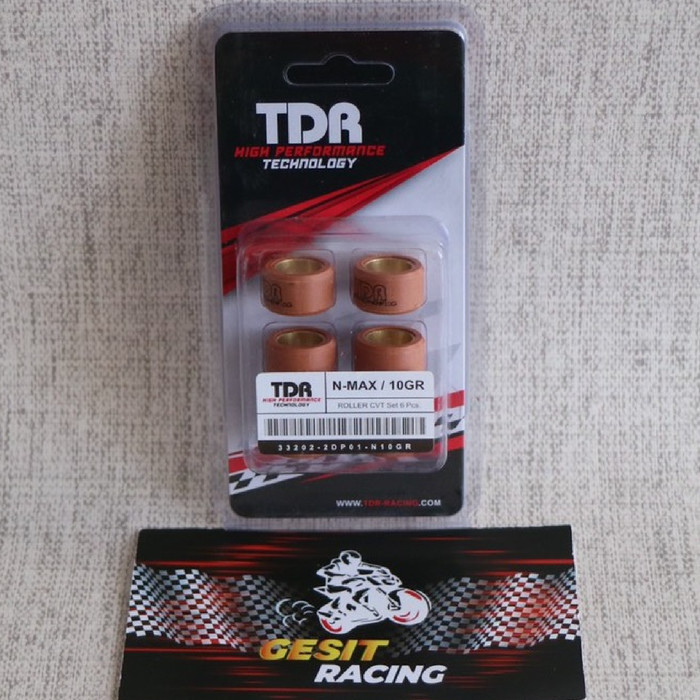 TDR
HIGH PERFORMANCE
TECHNOLOGY
TDR
TDR
HIGH PERFORMANCE
TECHNOLOGY
N-MAX / 10GR
ROLLER CVT Set 6 Pcs.
33202-2DP01-N10GR
WWW.TDR-RACING.COM
GESIT
RACING